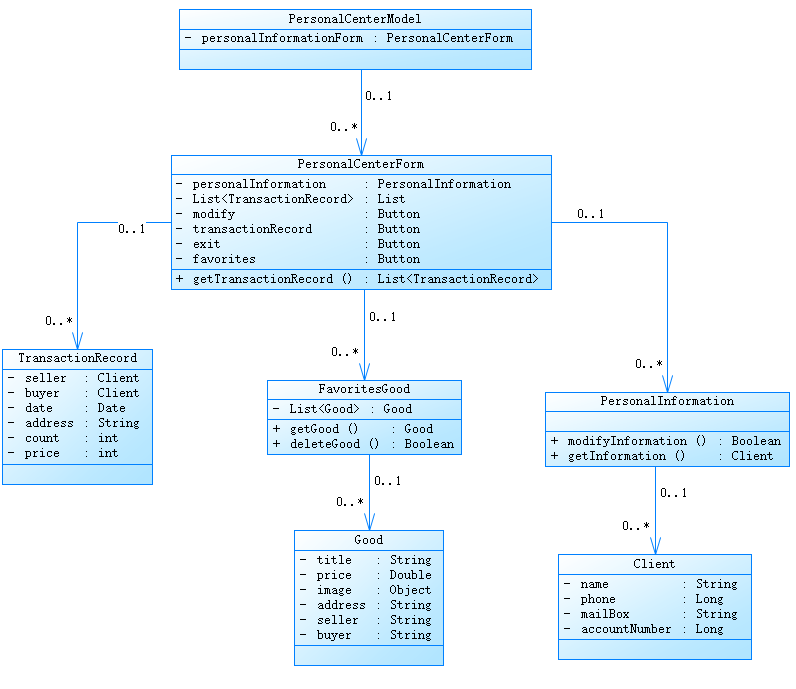 PersonalCenterModel
- personalInformationForm : PersonalCenterForm
0..1
0..*
PersonalCenterForm
- personalInformation : PersonalInformation
- List<TransactionRecord> : List
- modify : Button
- transactionRecord : Button
- exit : Button
- favorites : Button
+ getTransactionRecord () : List<TransactionRecord>
0..1
0..*
0..1
0..*
0..1
0..*
TransactionRecord
- seller : Client
- buyer : Client
- date : Date
- address : String
- count : int
- price : int
FavoritesGood
- List<Good> : Good
+ getGood () : Good
+ deleteGood () : Boolean
PersonalInformation
+ modifyInformation () : Boolean
+ getInformation () : Client
0..1
0..*
0..1
0..*
Good
- title : String
- price : Double
- image : Object
- address : String
- seller : String
- buyer : String
Client
- name : String
- phone : Long
- mailBox : String
- accountNumber : Long